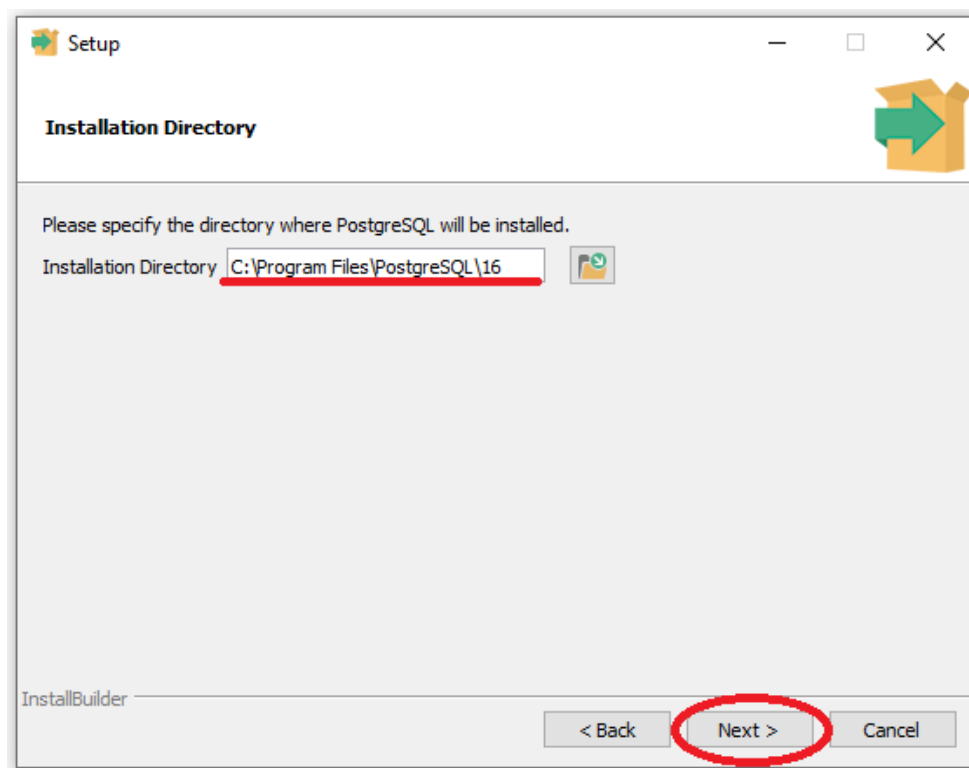 Setup
Installation Directory
Please specify the directory where PostgreSQL will be installed.
Installation Directory C:\Program Files\PostgreSQL\16
InstallBuilder
< Back Next > Cancel